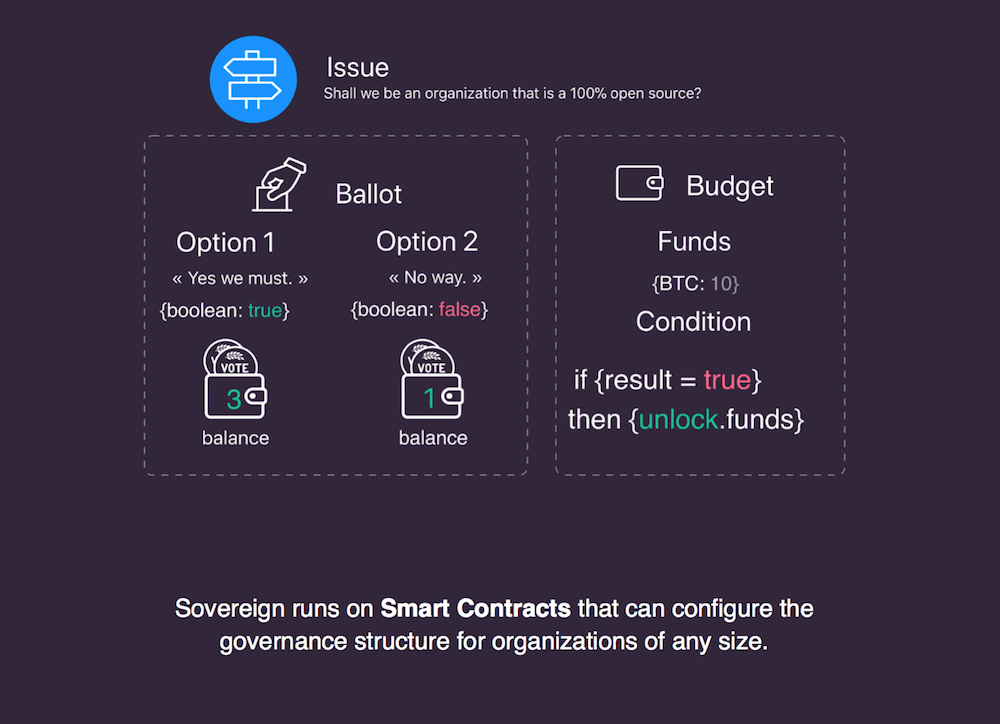 Issue
Shall we be an organization that is a 100% open source?
Ballot
Option 1
« Yes we must. »
{boolean: true}
VOTE
3
balance
Option 2
« No way. »
{boolean: false}
VOTE
1
balance
Budget
Funds
{BTC: 10}
Condition
if {result = true}
then {unlock.funds}
Sovereign runs on Smart Contracts that can configure the
governance structure for organizations of any size.